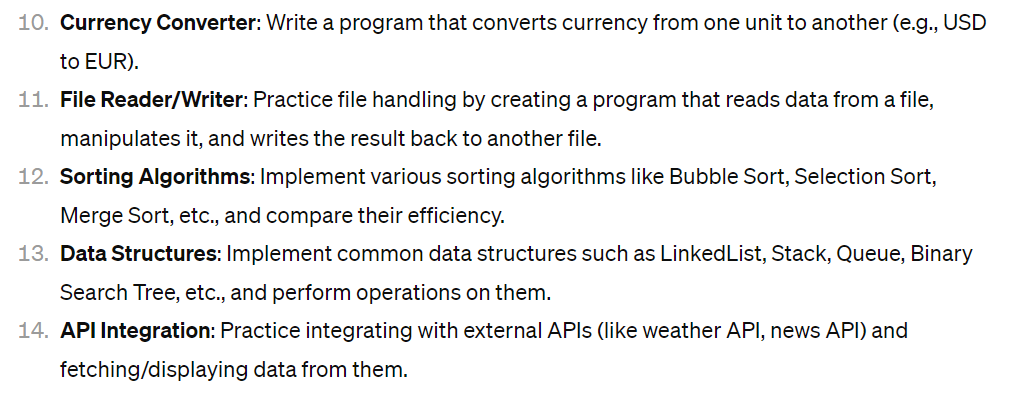 10. Currency Converter: Write a program that converts currency from one unit to another (e.g., USD
to EUR).
11. File Reader/Writer: Practice file handling by creating a program that reads data from a file,
manipulates it, and writes the result back to another file.
12. Sorting Algorithms: Implement various sorting algorithms like Bubble Sort, Selection Sort,
Merge Sort, etc., and compare their efficiency.
13. Data Structures: Implement common data structures such as LinkedList, Stack, Queue, Binary
Search Tree, etc., and perform operations on them.
14. API Integration: Practice integrating with external APIs (like weather API, news API) and
fetching/displaying data from them.